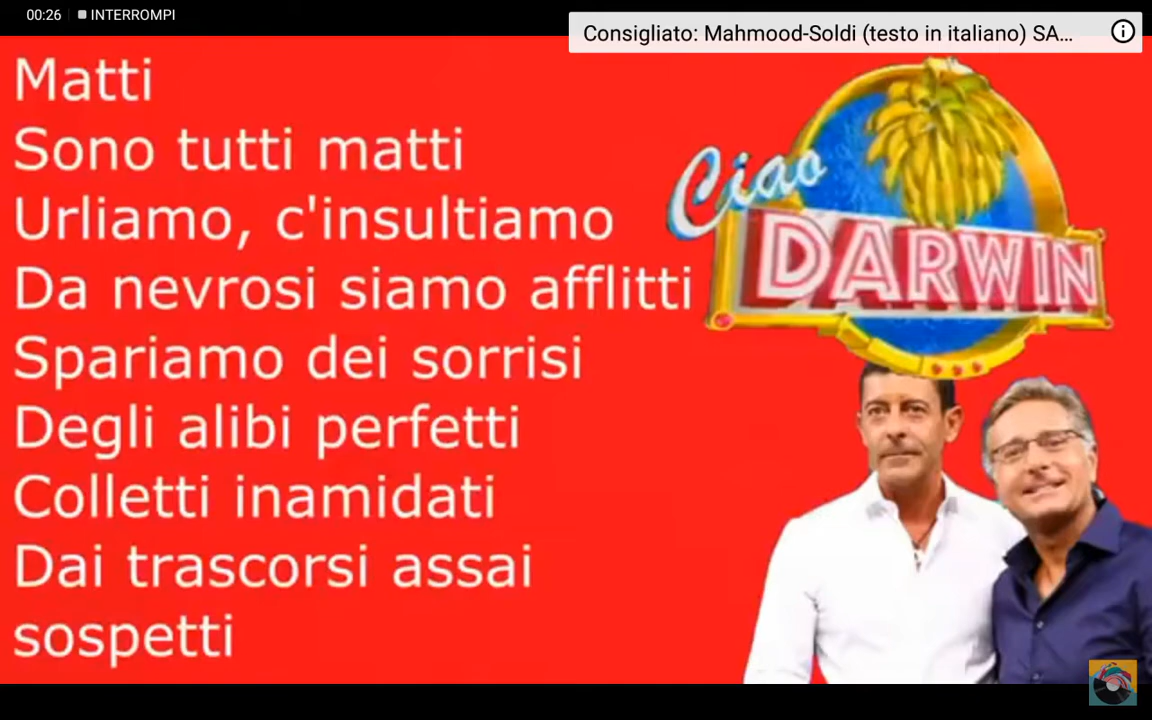 00:26 INTERROMPI
Consigliato: Mahmood-Soldi (testo in italiano) SA...
Matti
Sono tutti matti
Urliamo, c'insultiamo
Da nevrosi siamo afflitti
Spariamo dei sorrisi
Degli alibi perfetti
Colletti inamidati
Dai trascorsi assai
sospetti
Ciao
DARWIN